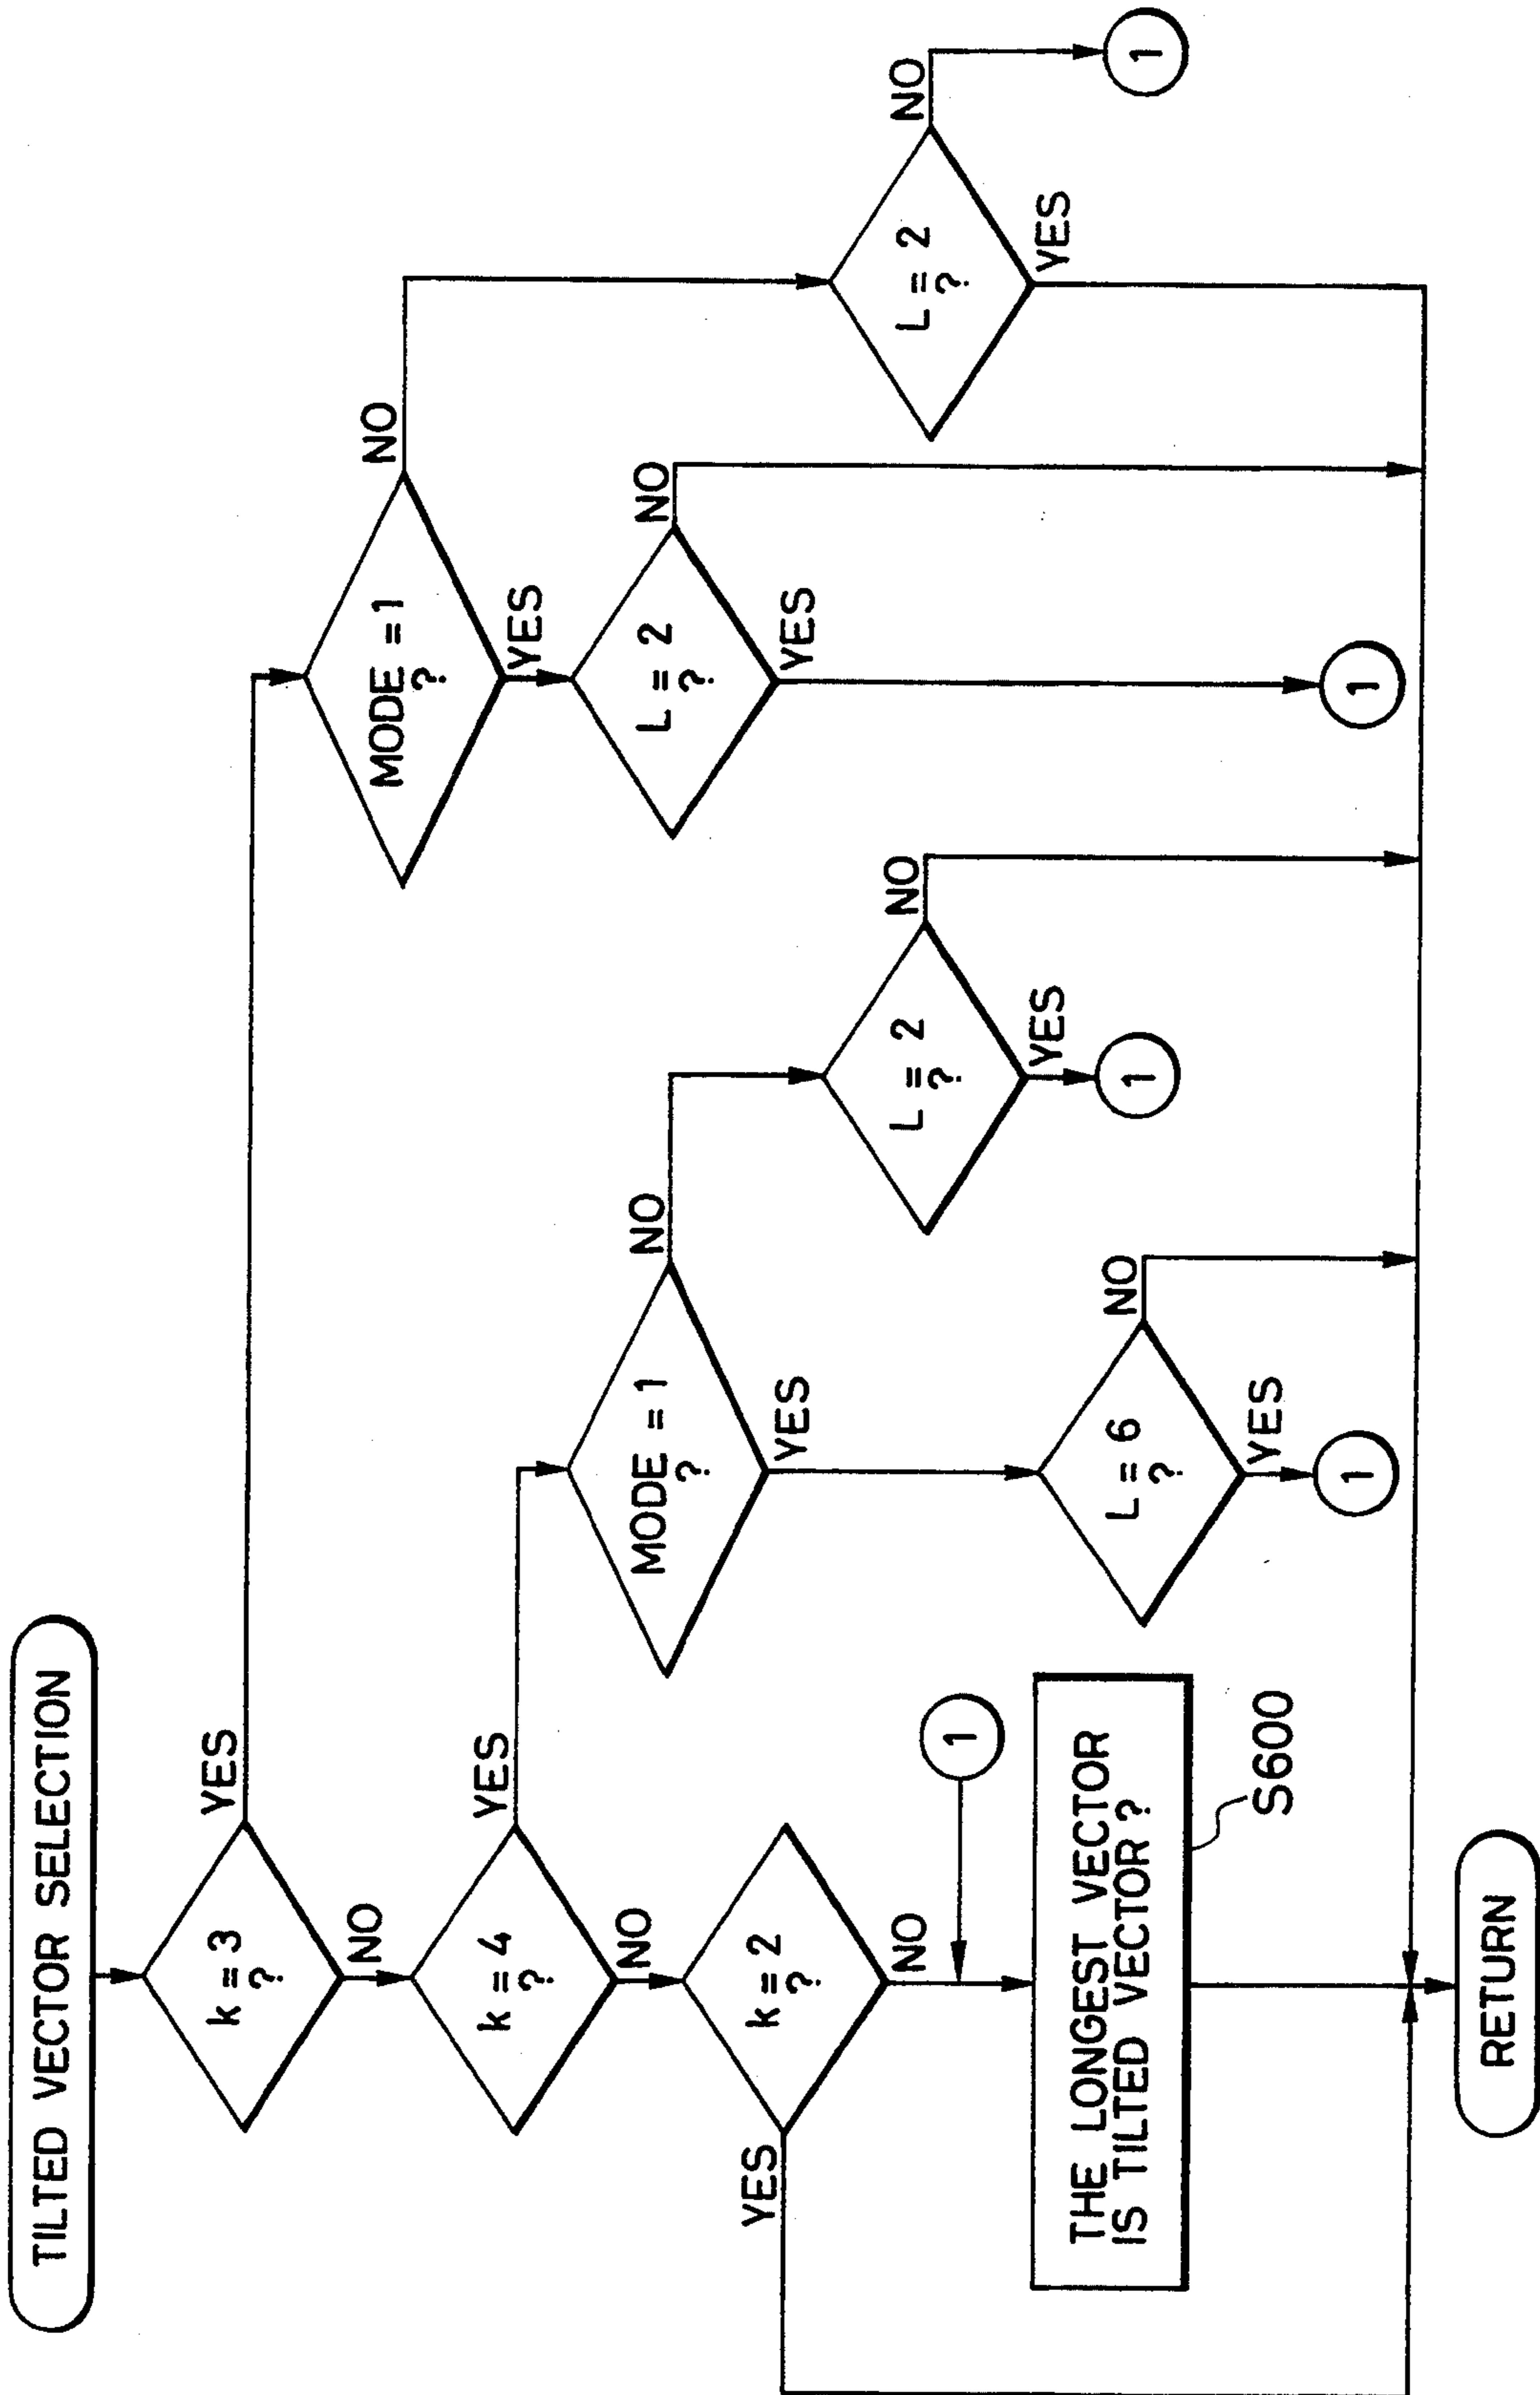 TILTED VECTOR SELECTION
k = 3
?
YES
NO
k = 4
?
YES
NO
k = 2
?
YES
NO
1
THE LONGEST VECTOR
IS TILTED VECTOR ?
S600
RETURN
MODE = 1
?
NO
YES
L = 6
?
NO
YES
1
L = 2
?
NO
YES
1
MODE = 1
?
NO
YES
L = 2
?
NO
YES
1
L = 2
?
NO
YES
1